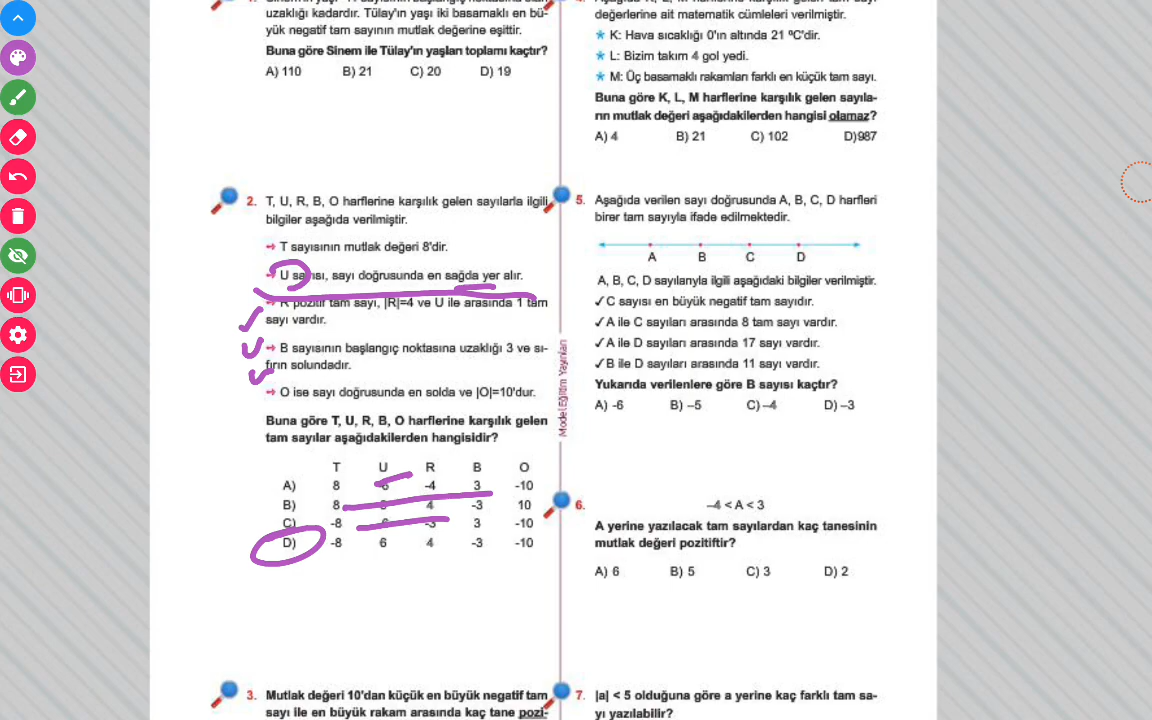 uzaklığı kadardır. Tülay'ın yaşı iki basamaklı en bü-
yük negatif tam sayının mutlak değerine eşittir.
Buna göre Sinem ile Tülay'ın yaşları toplamı kaçtır?
A) 110 B) 21 C) 20 D) 19
2. T, U, R, B, O harflerine karşılık gelen sayılarla ilgili
bilgiler aşağıda verilmiştir.
➺ T sayısının mutlak değeri 8'dir.
➺ U sayısı, sayı doğrusunda en sağda yer alır.
➺ R pozitif tam sayı, |R|=4 ve U ile arasında 1 tam
sayı vardır.
➺ B sayısının başlangıç noktasına uzaklığı 3 ve sı-
fırın solundadır.
➺ O ise sayı doğrusunda en solda ve |O|=10'dur.
Buna göre T, U, R, B, O harflerine karşılık gelen
tam sayılar aşağıdakilerden hangisidir?
T U R B O
A) 8 -4 3 -10
B) 8 4 -3 10
C) -8 6 -3 3 -10
D) -8 6 4 -3 -10
3. Mutlak değeri 10'dan küçük en büyük negatif tam
sayı ile en büyük rakam arasında kaç tane pozi-
Model Eğitim Yayınları
değerlerine ait matematik cümleleri verilmiştir.
* K: Hava sıcaklığı 0'ın altında 21 ºC'dir.
* L: Bizim takım 4 gol yedi.
* M: Üç basamaklı rakamları farklı en küçük tam sayı.
Buna göre K, L, M harflerine karşılık gelen sayıla-
rın mutlak değeri aşağıdakilerden hangisi olamaz?
A) 4 B) 21 C) 102 D)987
5. Aşağıda verilen sayı doğrusunda A, B, C, D harfleri
birer tam sayıyla ifade edilmektedir.
A B C D
A, B, C, D sayılarıyla ilgili aşağıdaki bilgiler verilmiştir.
✓C sayısı en büyük negatif tam sayıdır.
✓A ile C sayıları arasında 8 tam sayı vardır.
✓A ile D sayıları arasında 17 sayı vardır.
✓B ile D sayıları arasında 11 sayı vardır.
Yukarıda verilenlere göre B sayısı kaçtır?
A) -6 B) –5 C) –4 D) –3
6. –4 < A < 3
A yerine yazılacak tam sayılardan kaç tanesinin
mutlak değeri pozitiftir?
A) 6 B) 5 C) 3 D) 2
7. |a| < 5 olduğuna göre a yerine kaç farklı tam sa-
yı yazılabilir?